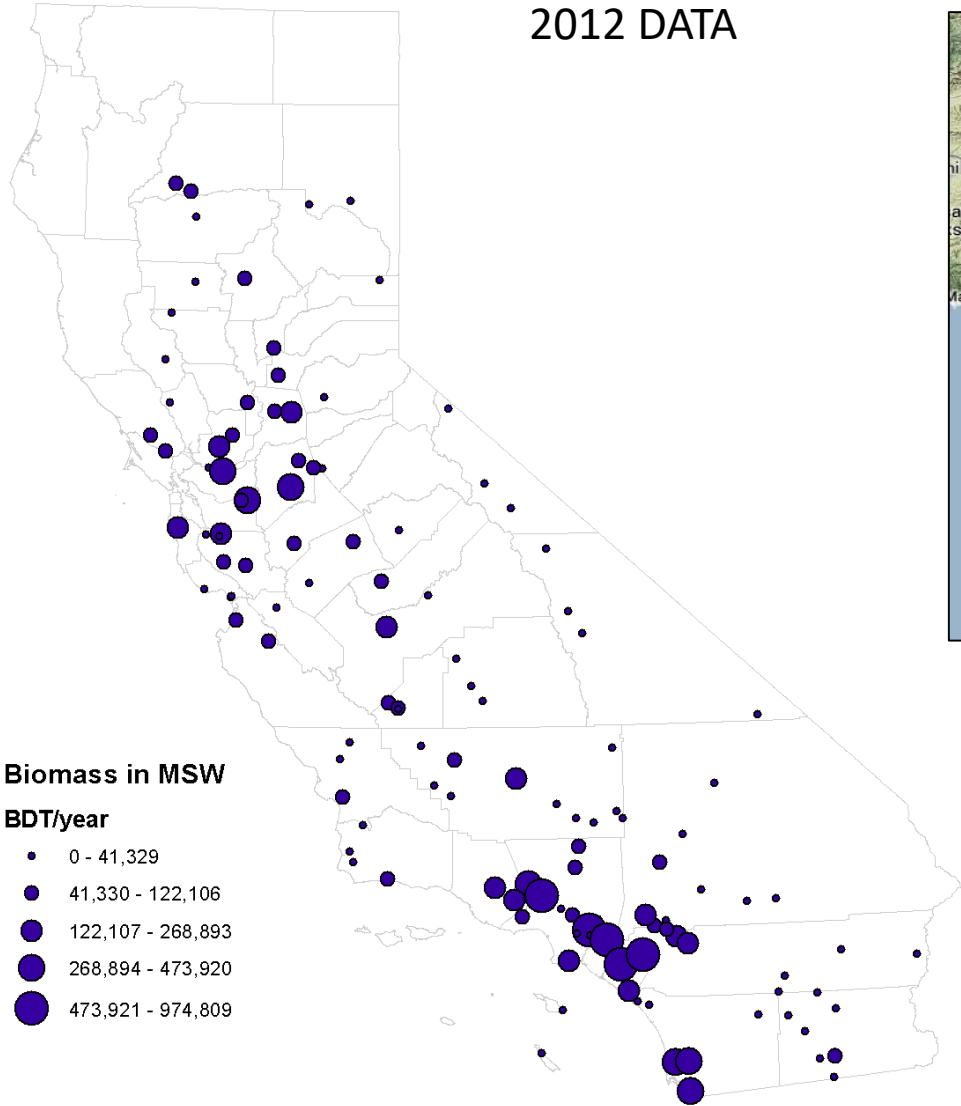 2012 DATA
Biomass in MSW
BDT/year
0 - 41,329
41,330 - 122,106
122,107 - 268,893
268,894 - 473,920
473,921 - 974,809